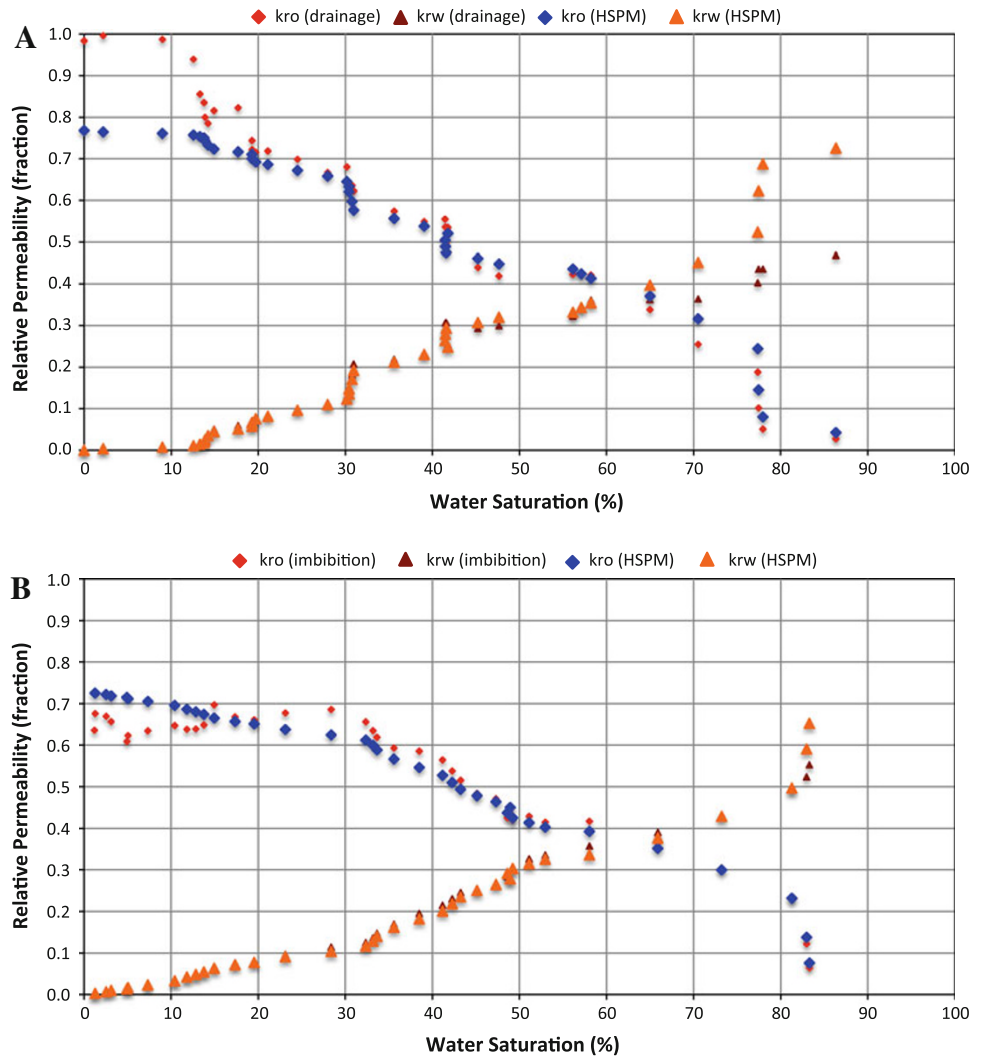 kro (drainage) krw (drainage) kro (HSPM) krw (HSPM)
A
1.0
0.9
0.8
0.7
0.6
0.5
0.4
0.3
0.2
0.1
0.0
Relative Permeability (fraction)
0 10 20 30 40 50 60 70 80 90 100
Water Saturation (%)
kro (imbibition) krw (imbibition) kro (HSPM) krw (HSPM)
B
1.0
0.9
0.8
0.7
0.6
0.5
0.4
0.3
0.2
0.1
0.0
Relative Permeability (fraction)
0 10 20 30 40 50 60 70 80 90 100
Water Saturation (%)